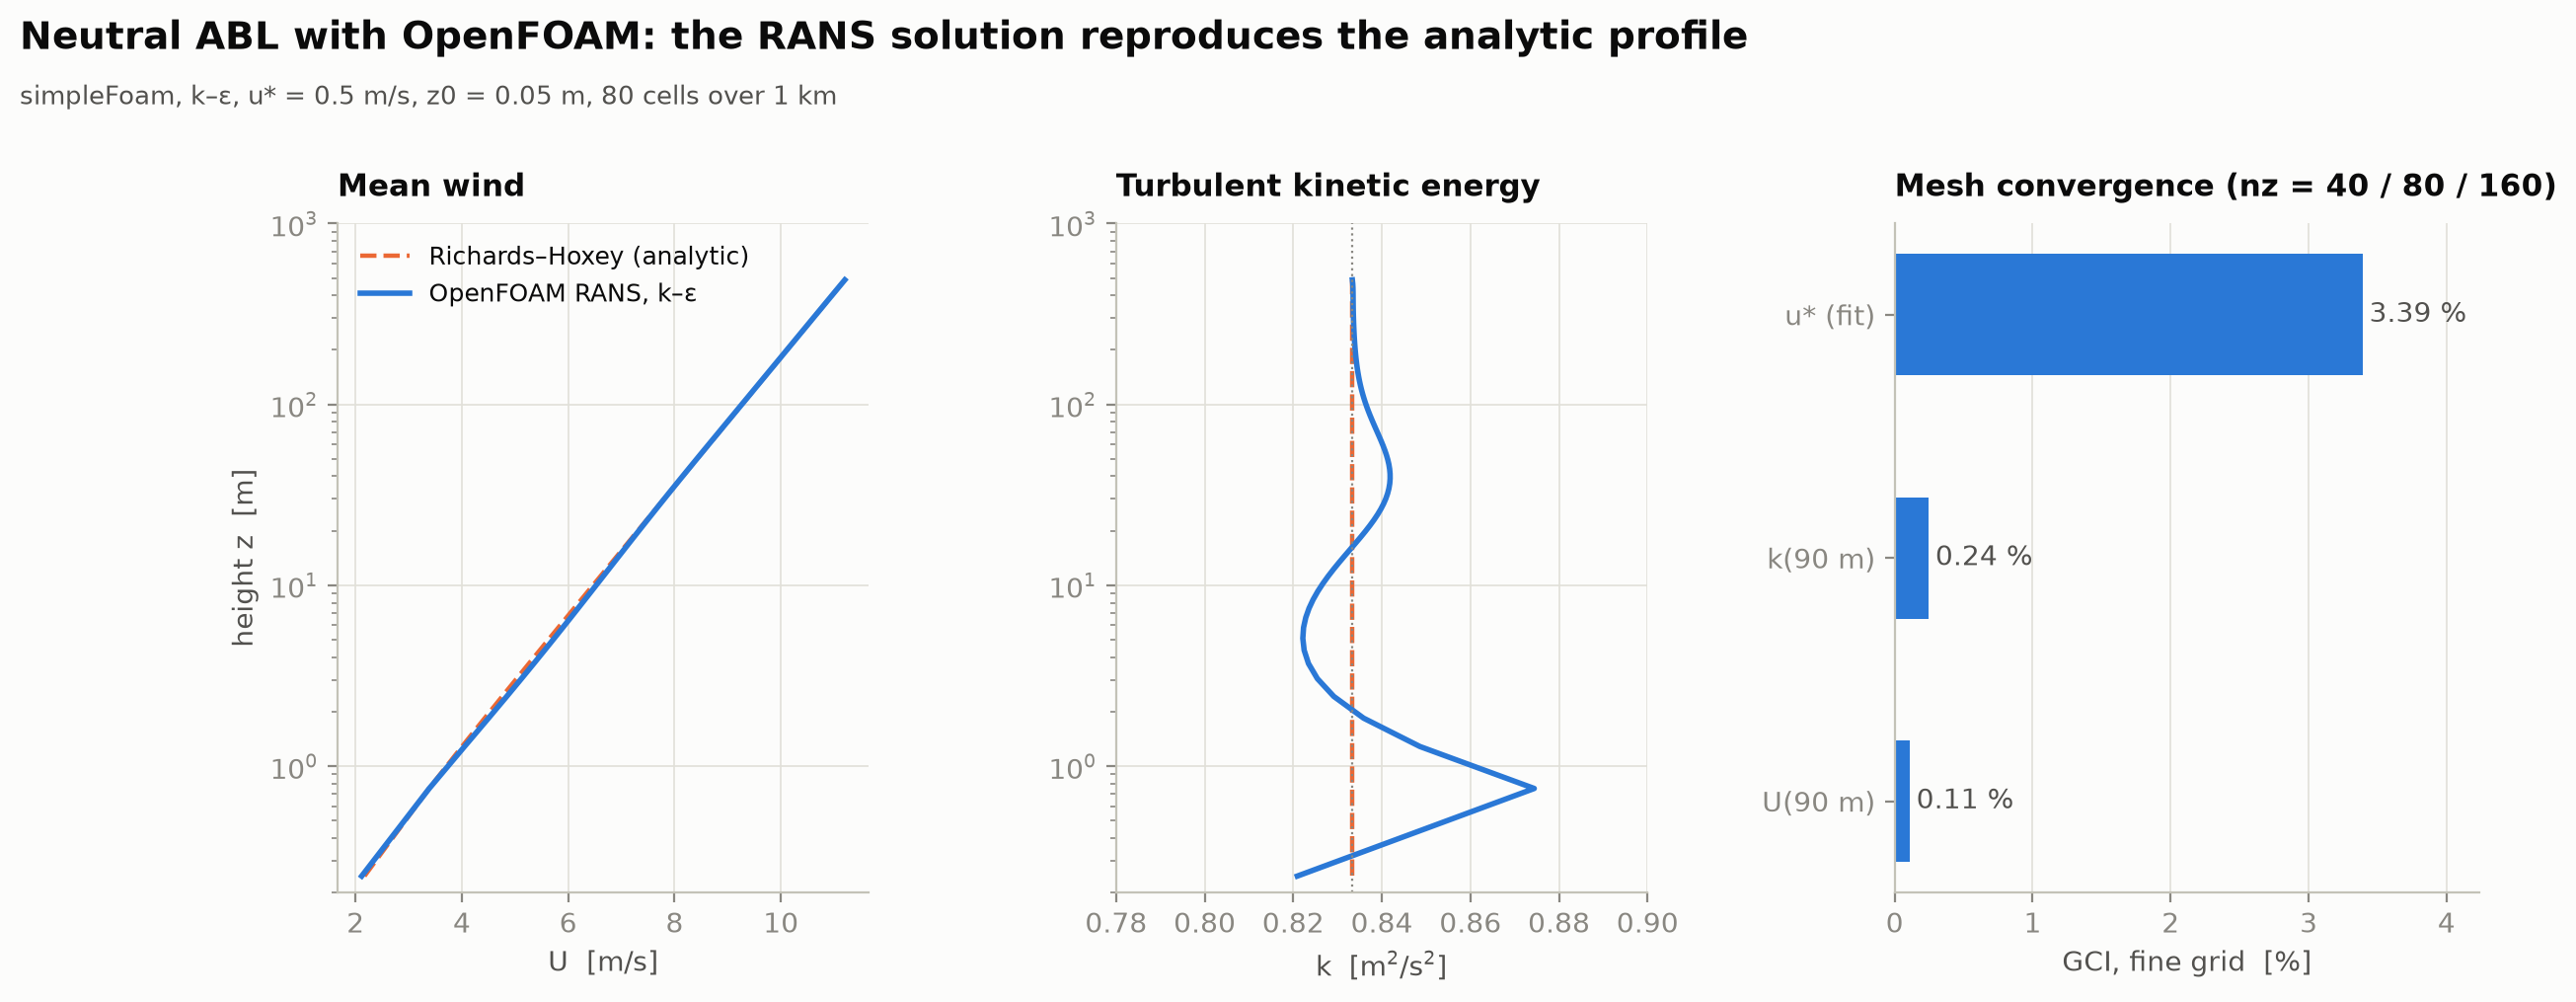 Neutral ABL with OpenFOAM: the RANS solution reproduces the analytic profile
simpleFoam, k–ε, u* = 0.5 m/s, z0 = 0.05 m, 80 cells over 1 km
Mean wind
10³
10²
10¹
10⁰
height z [m]
Richards–Hoxey (analytic)
OpenFOAM RANS, k–ε
2 4 6 8 10
U [m/s]
Turbulent kinetic energy
10³
10²
10¹
10⁰
0.78 0.80 0.82 0.84 0.86 0.88 0.90
k [m²/s²]
Mesh convergence (nz = 40 / 80 / 160)
u* (fit) 3.39 %
k(90 m) 0.24 %
U(90 m) 0.11 %
0 1 2 3 4
GCI, fine grid [%]